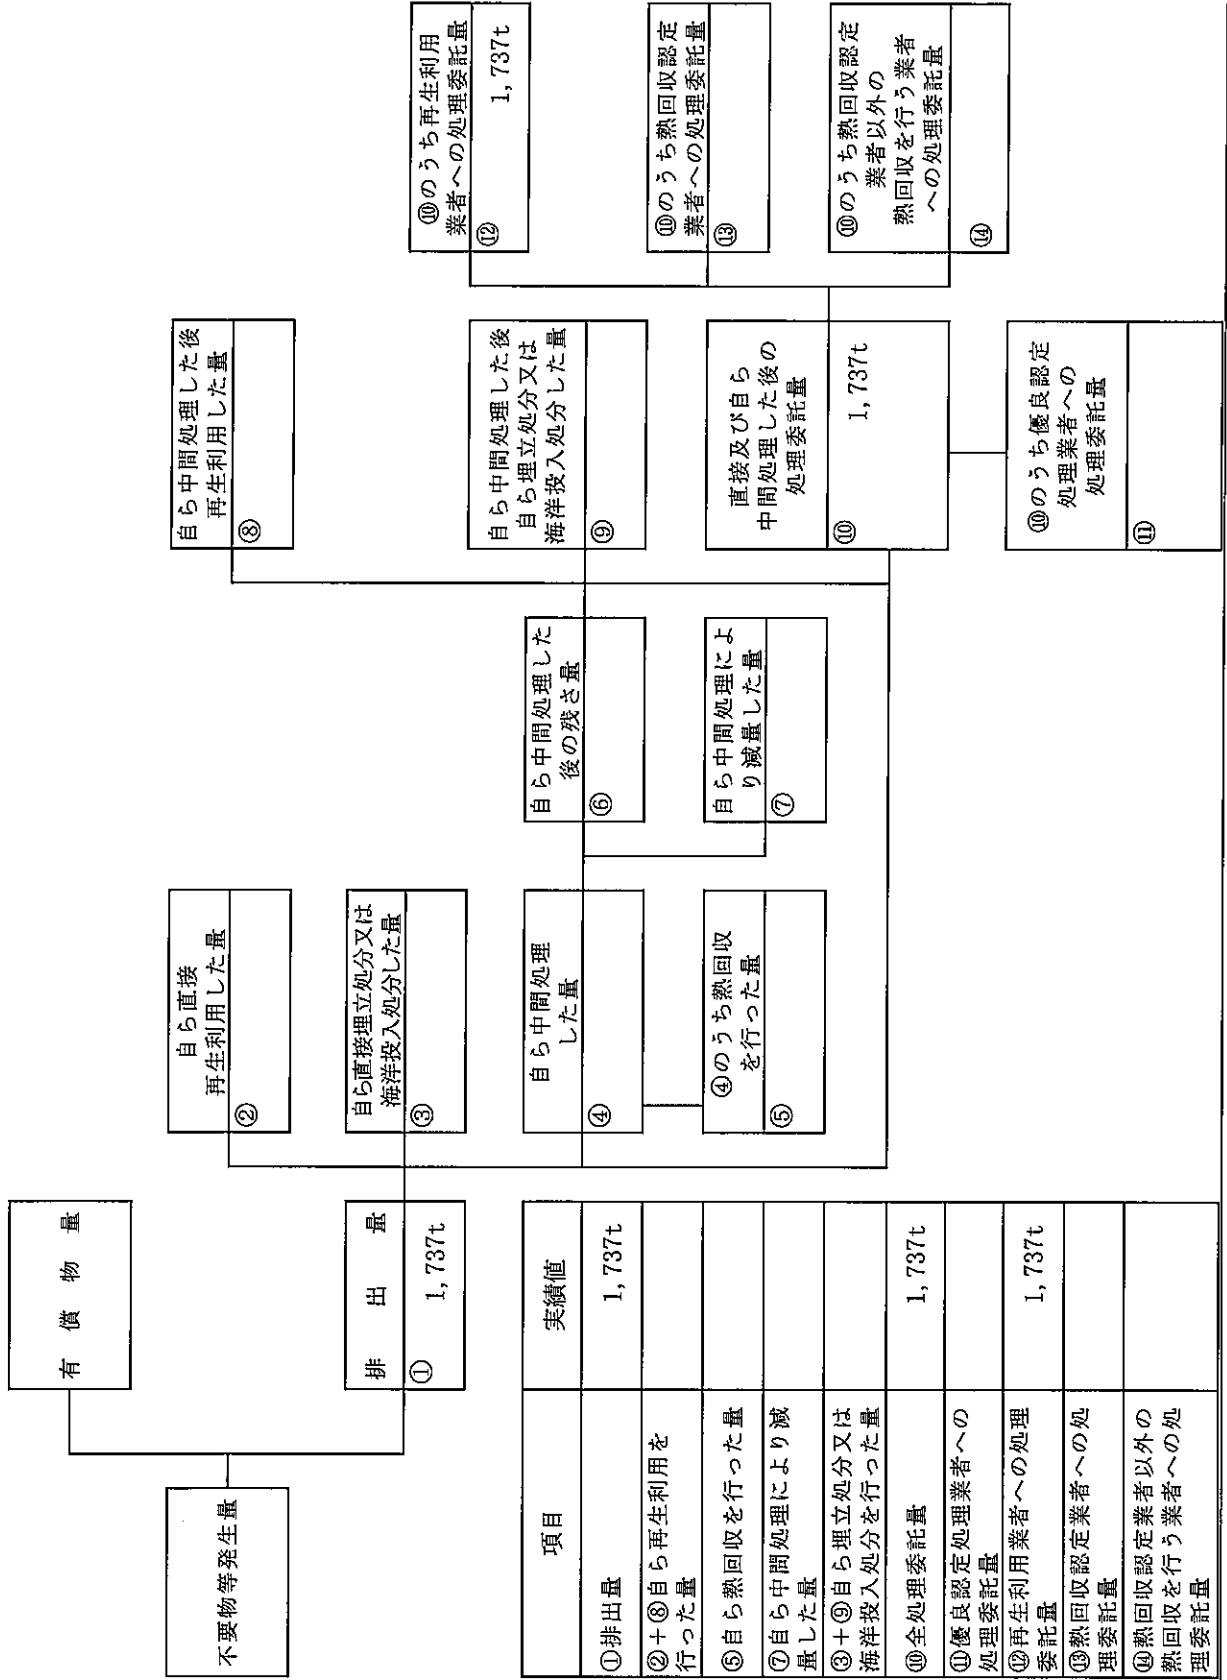 不要物等発生量
有償物量
排出量
① 1,737t
自ら直接
再生利用した量
②
自ら直接埋立処分又は
海洋投入処分した量
③
自ら中間処理
した量
④
④のうち熱回収
を行った量
⑤
自ら中間処理した
後の残さ量
⑥
自ら中間処理によ
り減量した量
⑦
自ら中間処理した後
再生利用した量
⑧
自ら中間処理した後
自ら埋立処分又は
海洋投入処分した量
⑨
直接及び自ら
中間処理した後の
処理委託量
⑩ 1,737t
⑩のうち優良認定
処理業者への
処理委託量
⑪
⑩のうち再生利用
業者への処理委託量
⑫ 1,737t
⑩のうち熱回収認定
業者への処理委託量
⑬
⑩のうち熱回収認定
業者以外の
熱回収を行う業者
への処理委託量
⑭
項目 実績値
①排出量 1,737t
②+⑧自ら再生利用を
行った量
⑤自ら熱回収を行った量
⑦自ら中間処理により減
量した量
③+⑨自ら埋立処分又は
海洋投入処分を行った量
⑩全処理委託量 1,737t
⑪優良認定処理業者への
処理委託量
⑫再生利用業者への処理
委託量 1,737t
⑬熱回収認定業者への処
理委託量
⑭熱回収認定業者以外の
熱回収を行う業者への処
理委託量